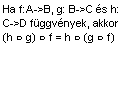 Ha f:A->B, g: B->C és h:
C->D függvények, akkor
(h ○ g) ○ f = h ○ (g ○ f)